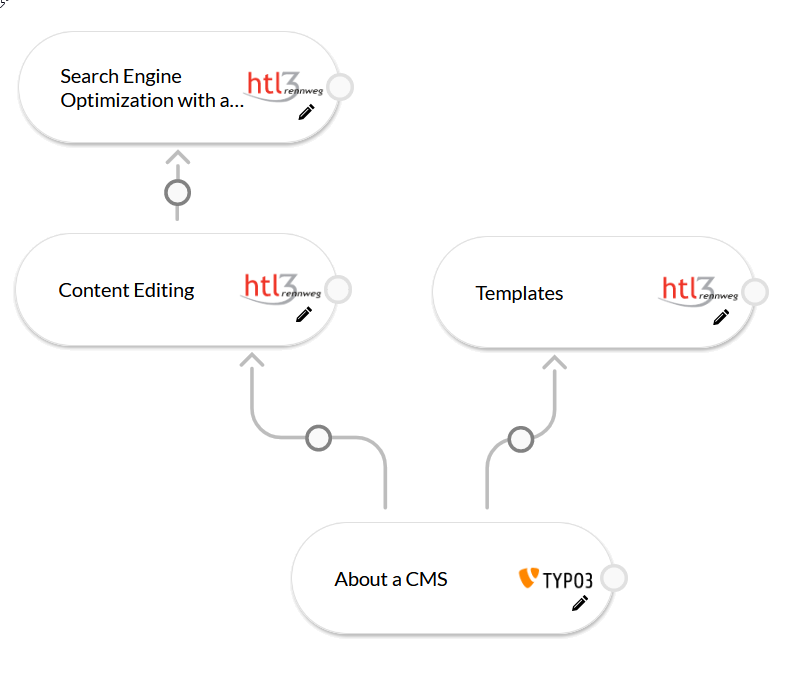 Search Engine
Optimization with a...
htl3
rennweg
Content Editing
htl3
rennweg
Templates
htl3
rennweg
About a CMS
TYPO3